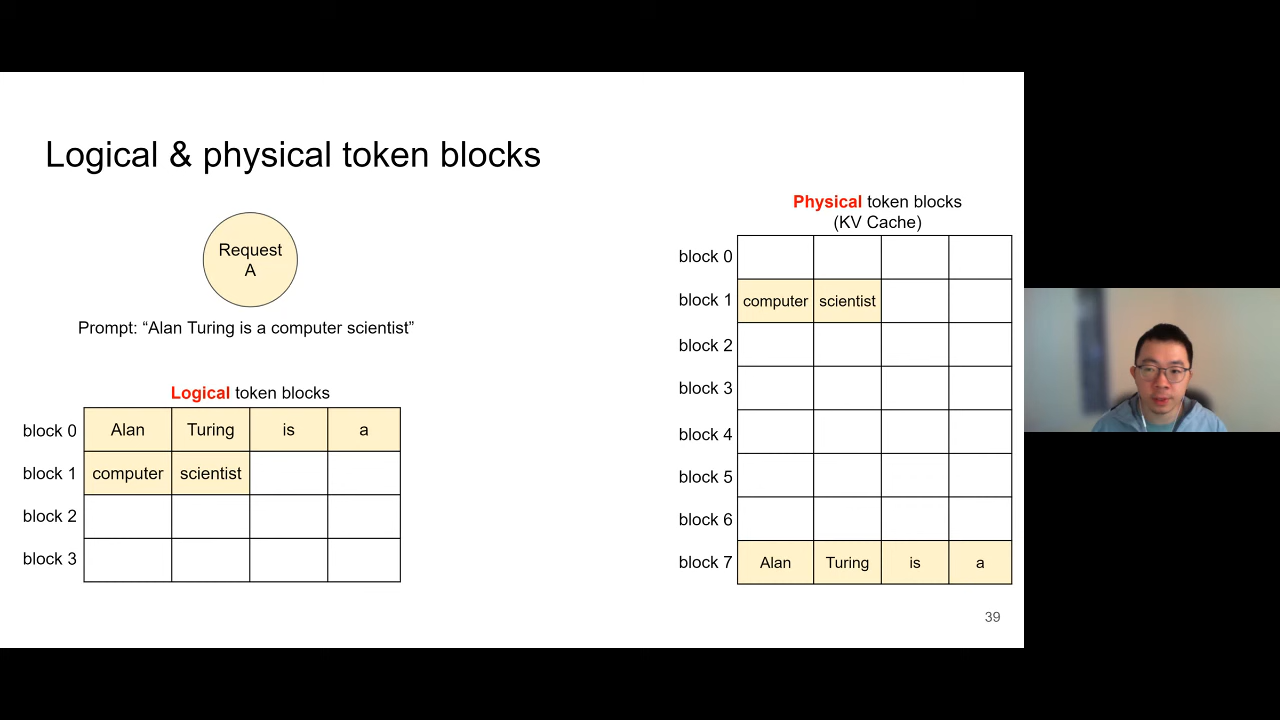 Logical & physical token blocks
Request
A
Prompt: “Alan Turing is a computer scientist”
Logical token blocks
block 0 Alan Turing is a
block 1 computer scientist
block 2
block 3
Physical token blocks
(KV Cache)
block 0
block 1 computer scientist
block 2
block 3
block 4
block 5
block 6
block 7 Alan Turing is a
39